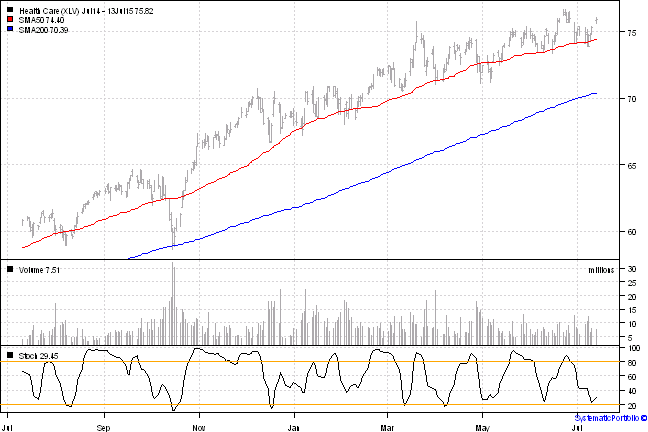 Health Care (XLV) Jul14 - 13Jul15 75.82
SMA50 74.40
SMA200 70.39
75
70
65
60
Volume 7.51
millions
30
25
20
15
10
5
Stoch 29.45
100
80
60
40
20
Jul Sep Nov Jan Mar May Jul
SystematicPortfolio ©